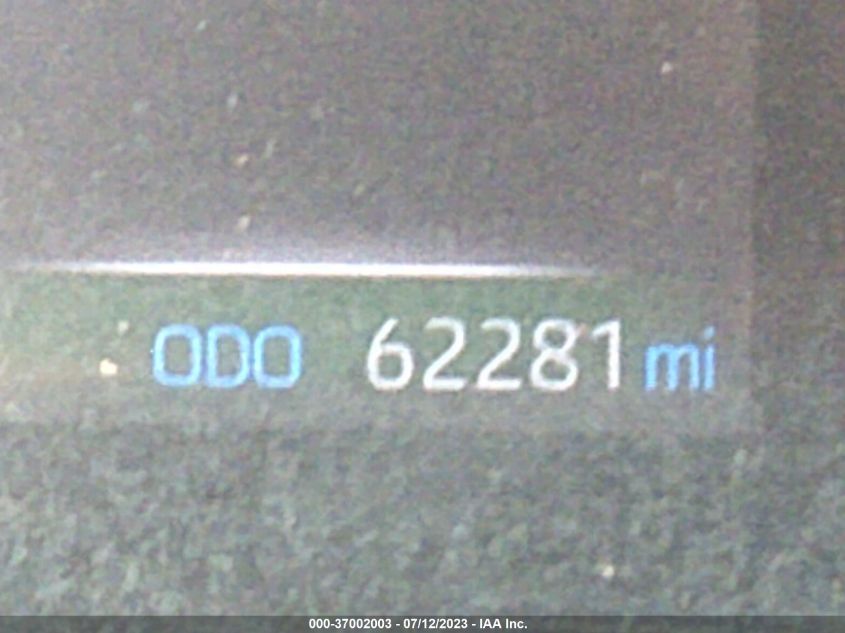 ODO 62281 mi
000-37002003 - 07/12/2023 - IAA Inc.